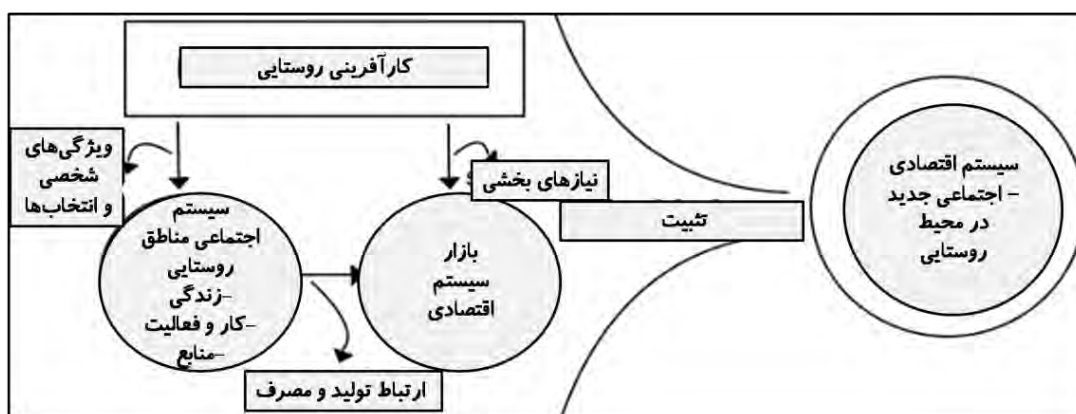 کارآفرینی روستایی
ویژگی‌های
شخصی
و انتخاب‌ها
نیازهای بخشی
سیستم
اجتماعی مناطق
روستایی
-زندگی
-کار و فعالیت
منابع-
بازار
سیستم
اقتصادی
ارتباط تولید و مصرف
تثبیت
سیستم اقتصادی
– اجتماعی جدید
در محیط
روستایی